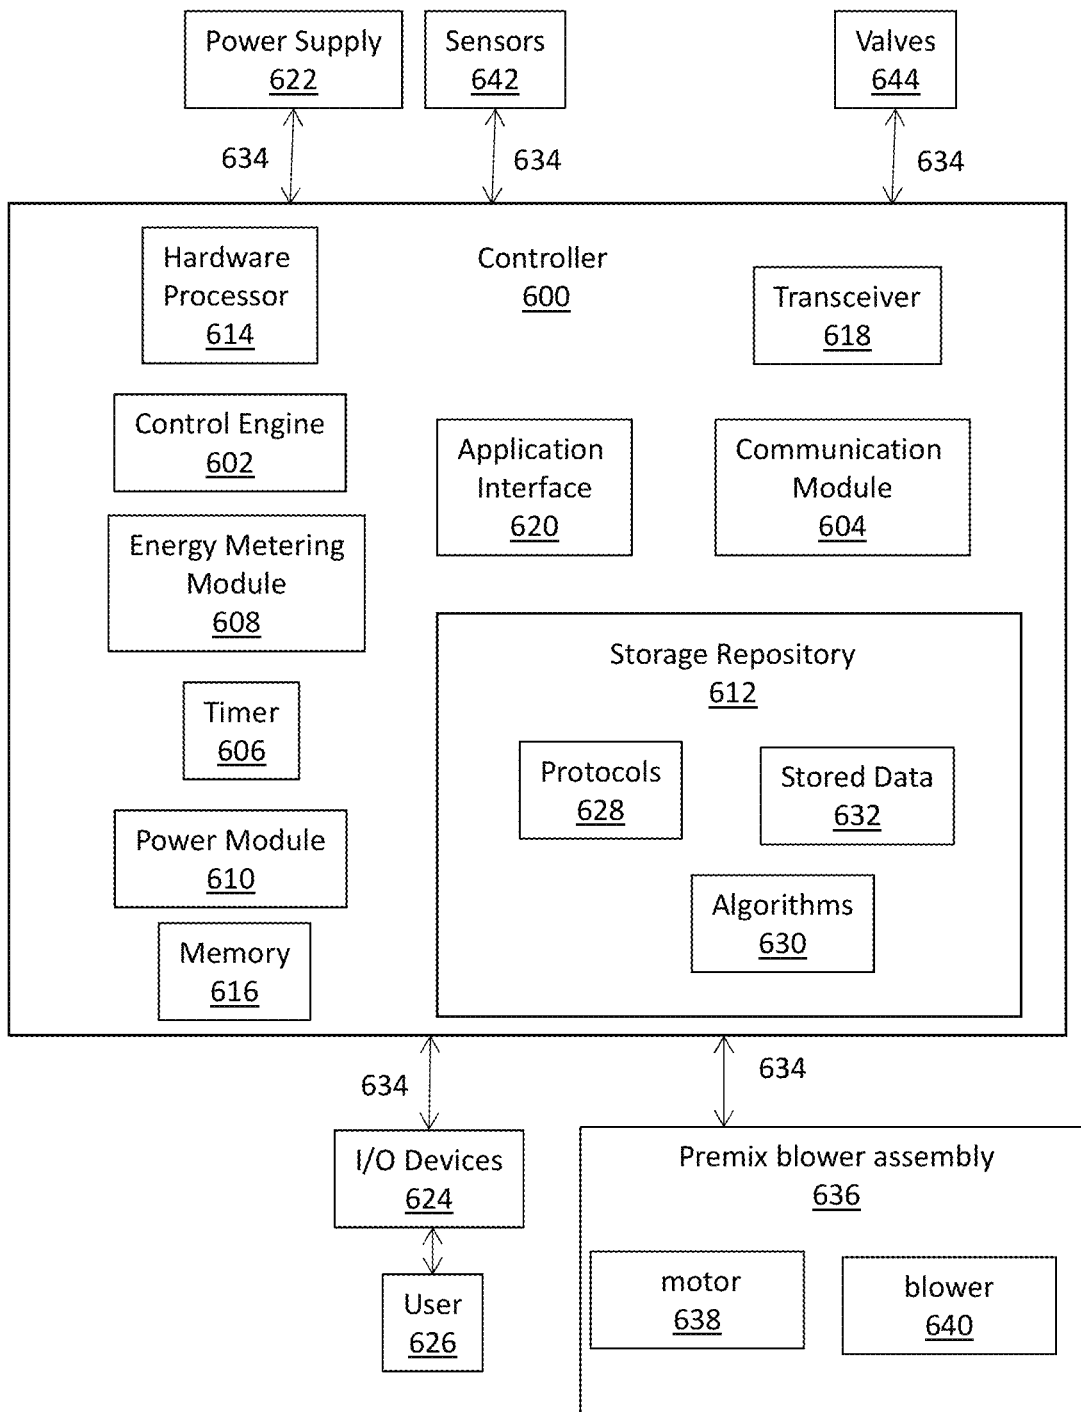 Power Supply
622
Sensors
642
Valves
644
634
634
634
Hardware
Processor
614
Controller
600
Transceiver
618
Control Engine
602
Application
Interface
620
Communication
Module
604
Energy Metering
Module
608
Storage Repository
612
Timer
606
Protocols
628
Stored Data
632
Power Module
610
Algorithms
630
Memory
616
634
634
I/O Devices
624
Premix blower assembly
636
User
626
motor
638
blower
640